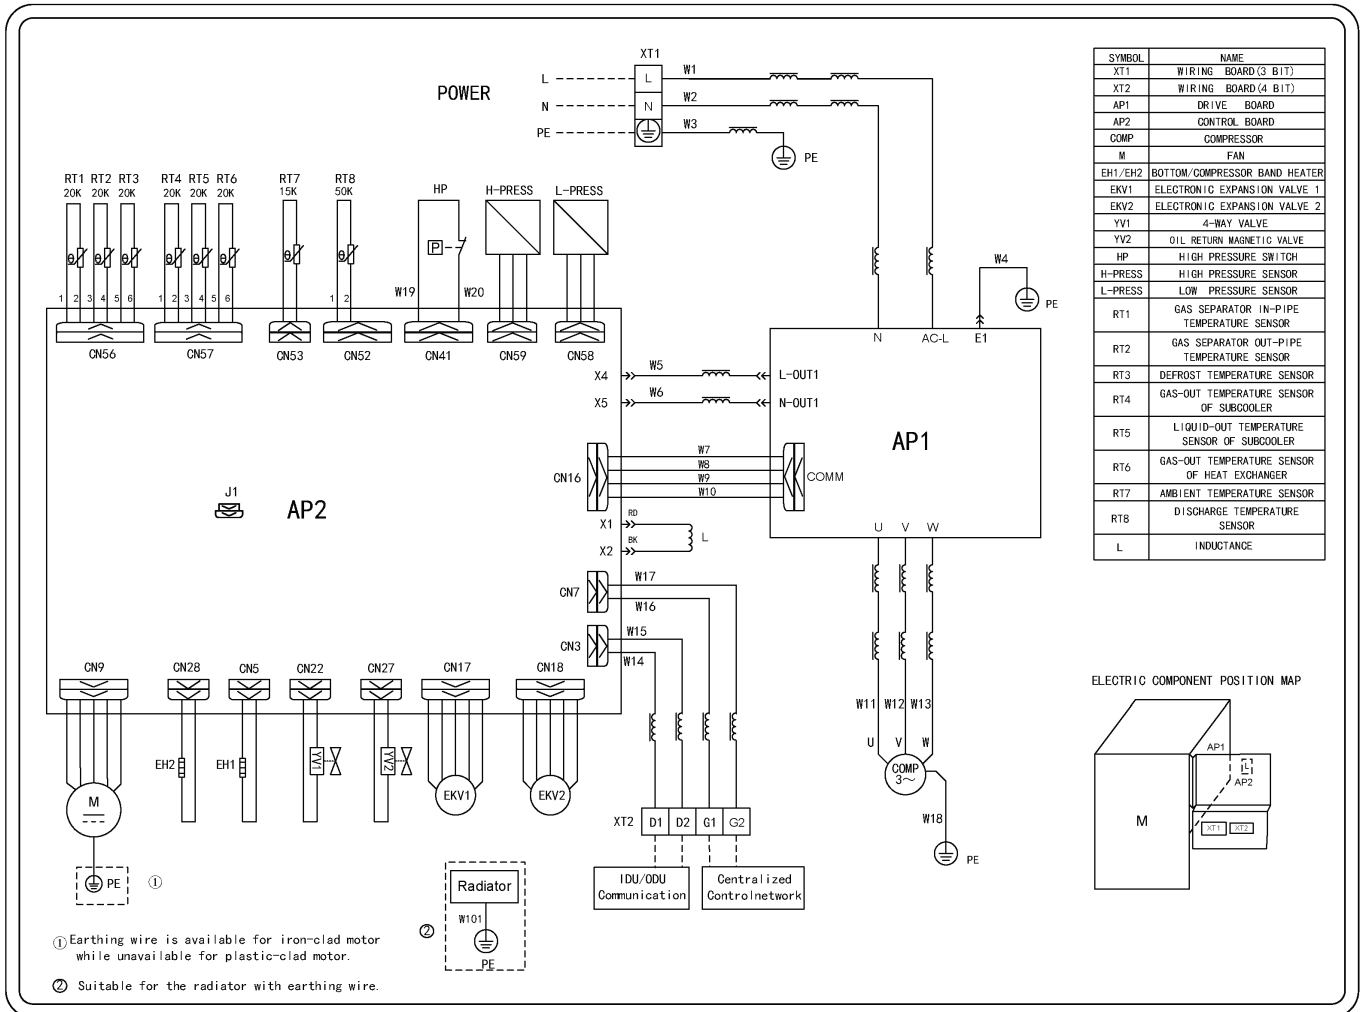 XT1
POWER
L
L
W1
N
N
W2
PE
W3
PE
RT1 RT2 RT3 RT4 RT5 RT6 RT7 RT8 HP H-PRESS L-PRESS
20K 20K 20K 20K 20K 20K 15K 50K
θ θ θ θ θ θ θ θ P
W19 W20
1 2 3 4 5 6 1 2 3 4 5 6 1 2
CN56 CN57 CN53 CN52 CN41 CN59 CN58
W4
PE
N AC-L E1
X4 W5 L-OUT1
X5 W6 N-OUT1
AP1
CN16
W7
W8
W9
W10
COMM
J1
AP2
X1 RD
X2 BK
L
U V W
CN7
W17
W16
CN3
W15
W14
CN9 CN28 CN5 CN22 CN27 CN17 CN18
W11 W12 W13
U V W
COMP
3~
W18
PE
M
EH2 EH1 YV1 YV2 EKV1 EKV2
PE ①
XT2 D1 D2 G1 G2
IDU/ODU
Communication
Centralized
Controlnetwork
Radiator
W101
PE
②
① Earthing wire is available for iron-clad motor
while unavailable for plastic-clad motor.
② Suitable for the radiator with earthing wire.
SYMBOL NAME
XT1 WIRING BOARD(3 BIT)
XT2 WIRING BOARD(4 BIT)
AP1 DRIVE BOARD
AP2 CONTROL BOARD
COMP COMPRESSOR
M FAN
EH1/EH2 BOTTOM/COMPRESSOR BAND HEATER
EKV1 ELECTRONIC EXPANSION VALVE 1
EKV2 ELECTRONIC EXPANSION VALVE 2
YV1 4-WAY VALVE
YV2 OIL RETURN MAGNETIC VALVE
HP HIGH PRESSURE SWITCH
H-PRESS HIGH PRESSURE SENSOR
L-PRESS LOW PRESSURE SENSOR
RT1 GAS SEPARATOR IN-PIPE
TEMPERATURE SENSOR
RT2 GAS SEPARATOR OUT-PIPE
TEMPERATURE SENSOR
RT3 DEFROST TEMPERATURE SENSOR
RT4 GAS-OUT TEMPERATURE SENSOR
OF SUBCOOLER
RT5 LIQUID-OUT TEMPERATURE
SENSOR OF SUBCOOLER
RT6 GAS-OUT TEMPERATURE SENSOR
OF HEAT EXCHANGER
RT7 AMBIENT TEMPERATURE SENSOR
RT8 DISCHARGE TEMPERATURE
SENSOR
L INDUCTANCE
ELECTRIC COMPONENT POSITION MAP
AP1
L
AP2
M
XT1 XT2